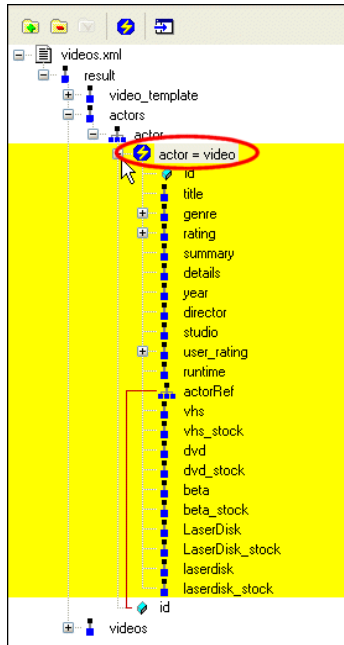 videos.xml
result
video_template
actors
actor
actor = video
id
title
genre
rating
summary
details
year
director
studio
user_rating
runtime
actorRef
vhs
vhs_stock
dvd
dvd_stock
beta
beta_stock
LaserDisk
LaserDisk_stock
laserdisk
laserdisk_stock
id
videos